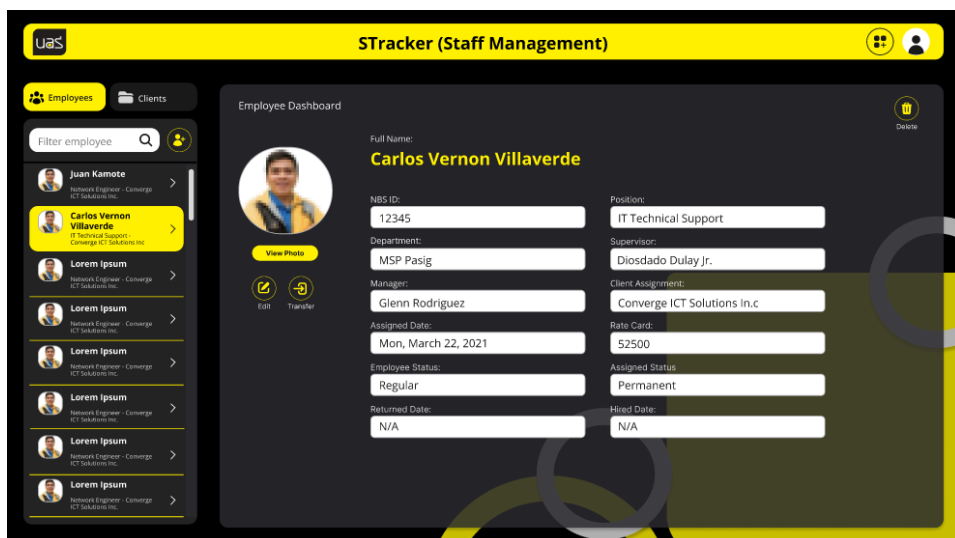 uas
STracker (Staff Management)
Employees
Clients
Filter employee
Juan Kamote
Network Engineer - Converge
ICT Solutions Inc.
Carlos Vernon
Villaverde
IT Technical Support -
Converge ICT Solutions Inc
Lorem Ipsum
Network Engineer - Converge
ICT Solutions Inc.
Lorem Ipsum
Network Engineer - Converge
ICT Solutions Inc.
Lorem Ipsum
Network Engineer - Converge
ICT Solutions Inc.
Lorem Ipsum
Network Engineer - Converge
ICT Solutions Inc.
Lorem Ipsum
Network Engineer - Converge
ICT Solutions Inc.
Lorem Ipsum
Network Engineer - Converge
ICT Solutions Inc.
Employee Dashboard
Delete
View Photo
Edit
Transfer
Full Name:
Carlos Vernon Villaverde
NBS ID:
12345
Position:
IT Technical Support
Department:
MSP Pasig
Supervisor:
Diosdado Dulay Jr.
Manager:
Glenn Rodriguez
Client Assignment:
Converge ICT Solutions In.c
Assigned Date:
Mon, March 22, 2021
Rate Card:
52500
Employee Status:
Regular
Assigned Status
Permanent
Returned Date:
N/A
Hired Date:
N/A